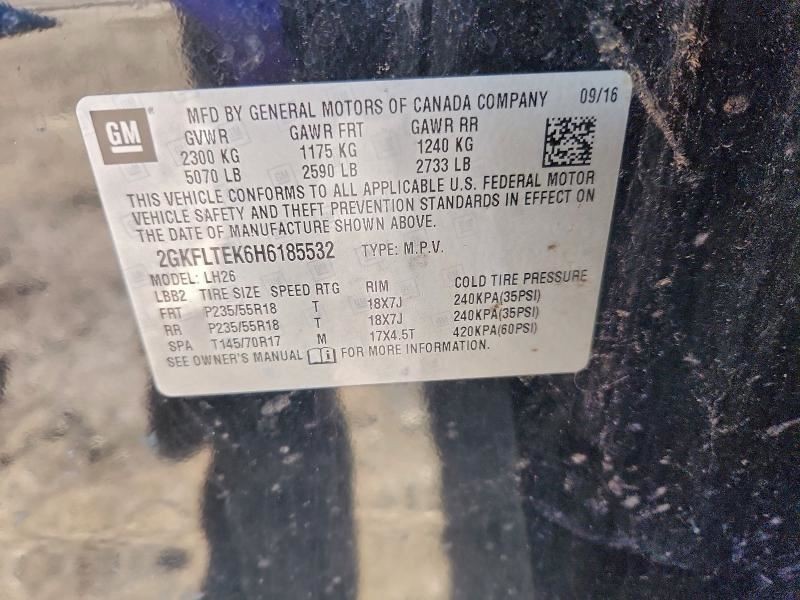 GM
MFD BY GENERAL MOTORS OF CANADA COMPANY 09/16
GVWR GAWR FRT GAWR RR
2300 KG 1175 KG 1240 KG
5070 LB 2590 LB 2733 LB
THIS VEHICLE CONFORMS TO ALL APPLICABLE U.S. FEDERAL MOTOR
VEHICLE SAFETY AND THEFT PREVENTION STANDARDS IN EFFECT ON
THE DATE OF MANUFACTURE SHOWN ABOVE.
2GKFLTEK6H6185532 TYPE: M.P.V.
MODEL: LH26
LBB2 TIRE SIZE SPEED RTG RIM COLD TIRE PRESSURE
FRT P235/55R18 T 18X7J 240KPA(35PSI)
RR P235/55R18 T 18X7J 240KPA(35PSI)
SPA T145/70R17 M 17X4.5T 420KPA(60PSI)
SEE OWNER'S MANUAL FOR MORE INFORMATION.